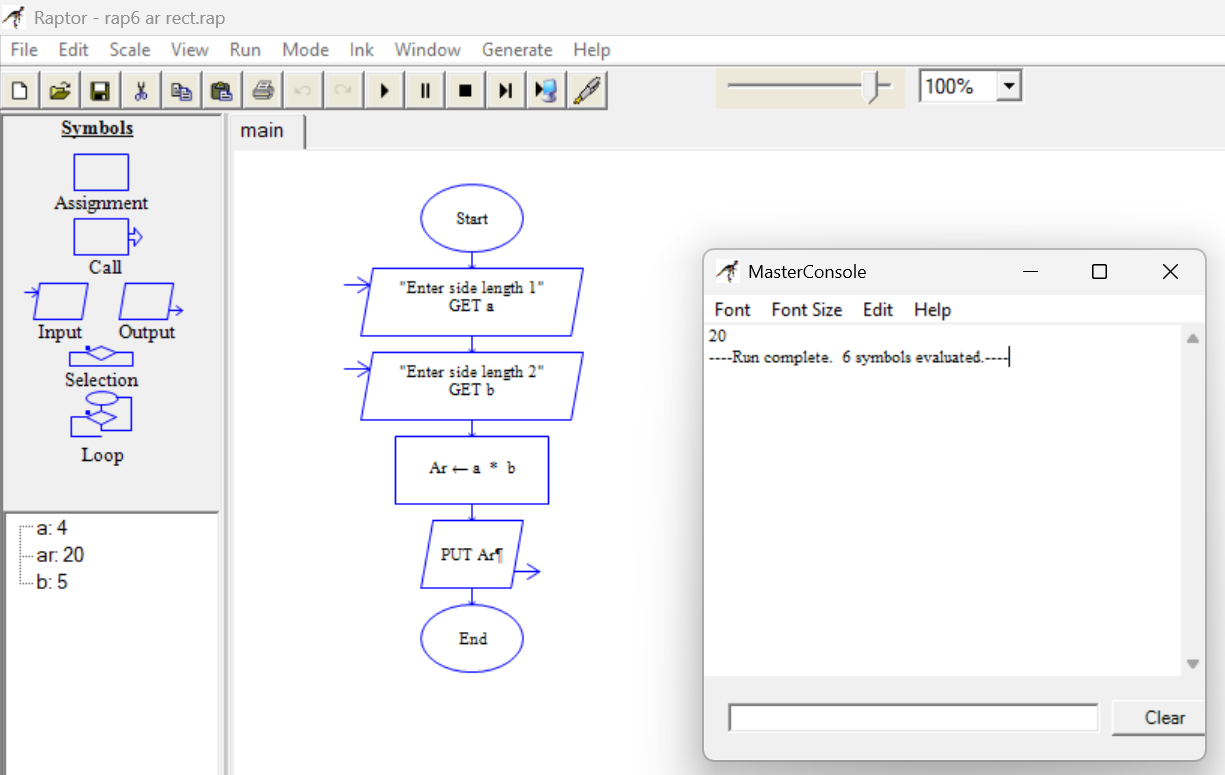 Raptor - rap6 ar rect.rap
File Edit Scale View Run Mode Ink Window Generate Help
100%
Symbols
Assignment
Call
Input Output
Selection
Loop
a: 4
ar: 20
b: 5
main
Start
"Enter side length 1"
GET a
"Enter side length 2"
GET b
Ar ← a * b
PUT Ar¶
End
MasterConsole
Font Font Size Edit Help
20
----Run complete. 6 symbols evaluated.----
Clear